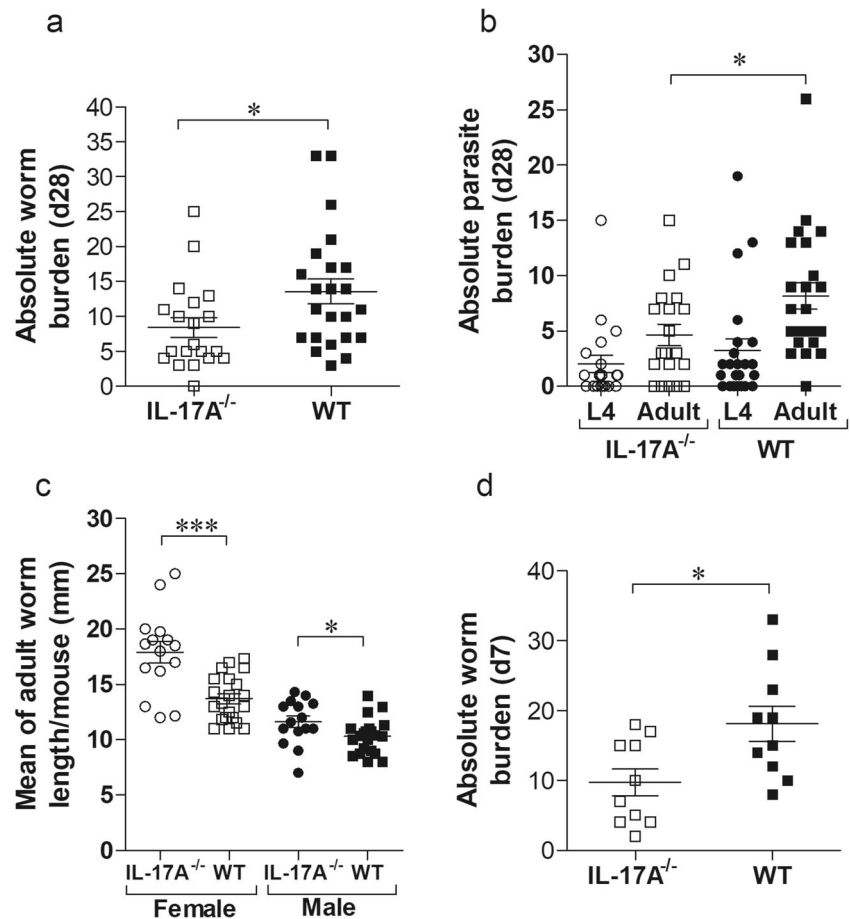 a
Absolute worm
burden (d28)
40
35
30
25
20
15
10
5
0
*
IL-17A-/- WT
b
Absolute parasite
burden (d28)
30
25
20
15
10
5
0
*
L4 Adult L4 Adult
IL-17A-/- WT
c
Mean of adult worm
length/mouse (mm)
30
25
20
15
10
5
0
***
*
IL-17A-/- WT IL-17A-/- WT
Female Male
d
Absolute worm
burden (d7)
40
30
20
10
0
*
IL-17A-/- WT